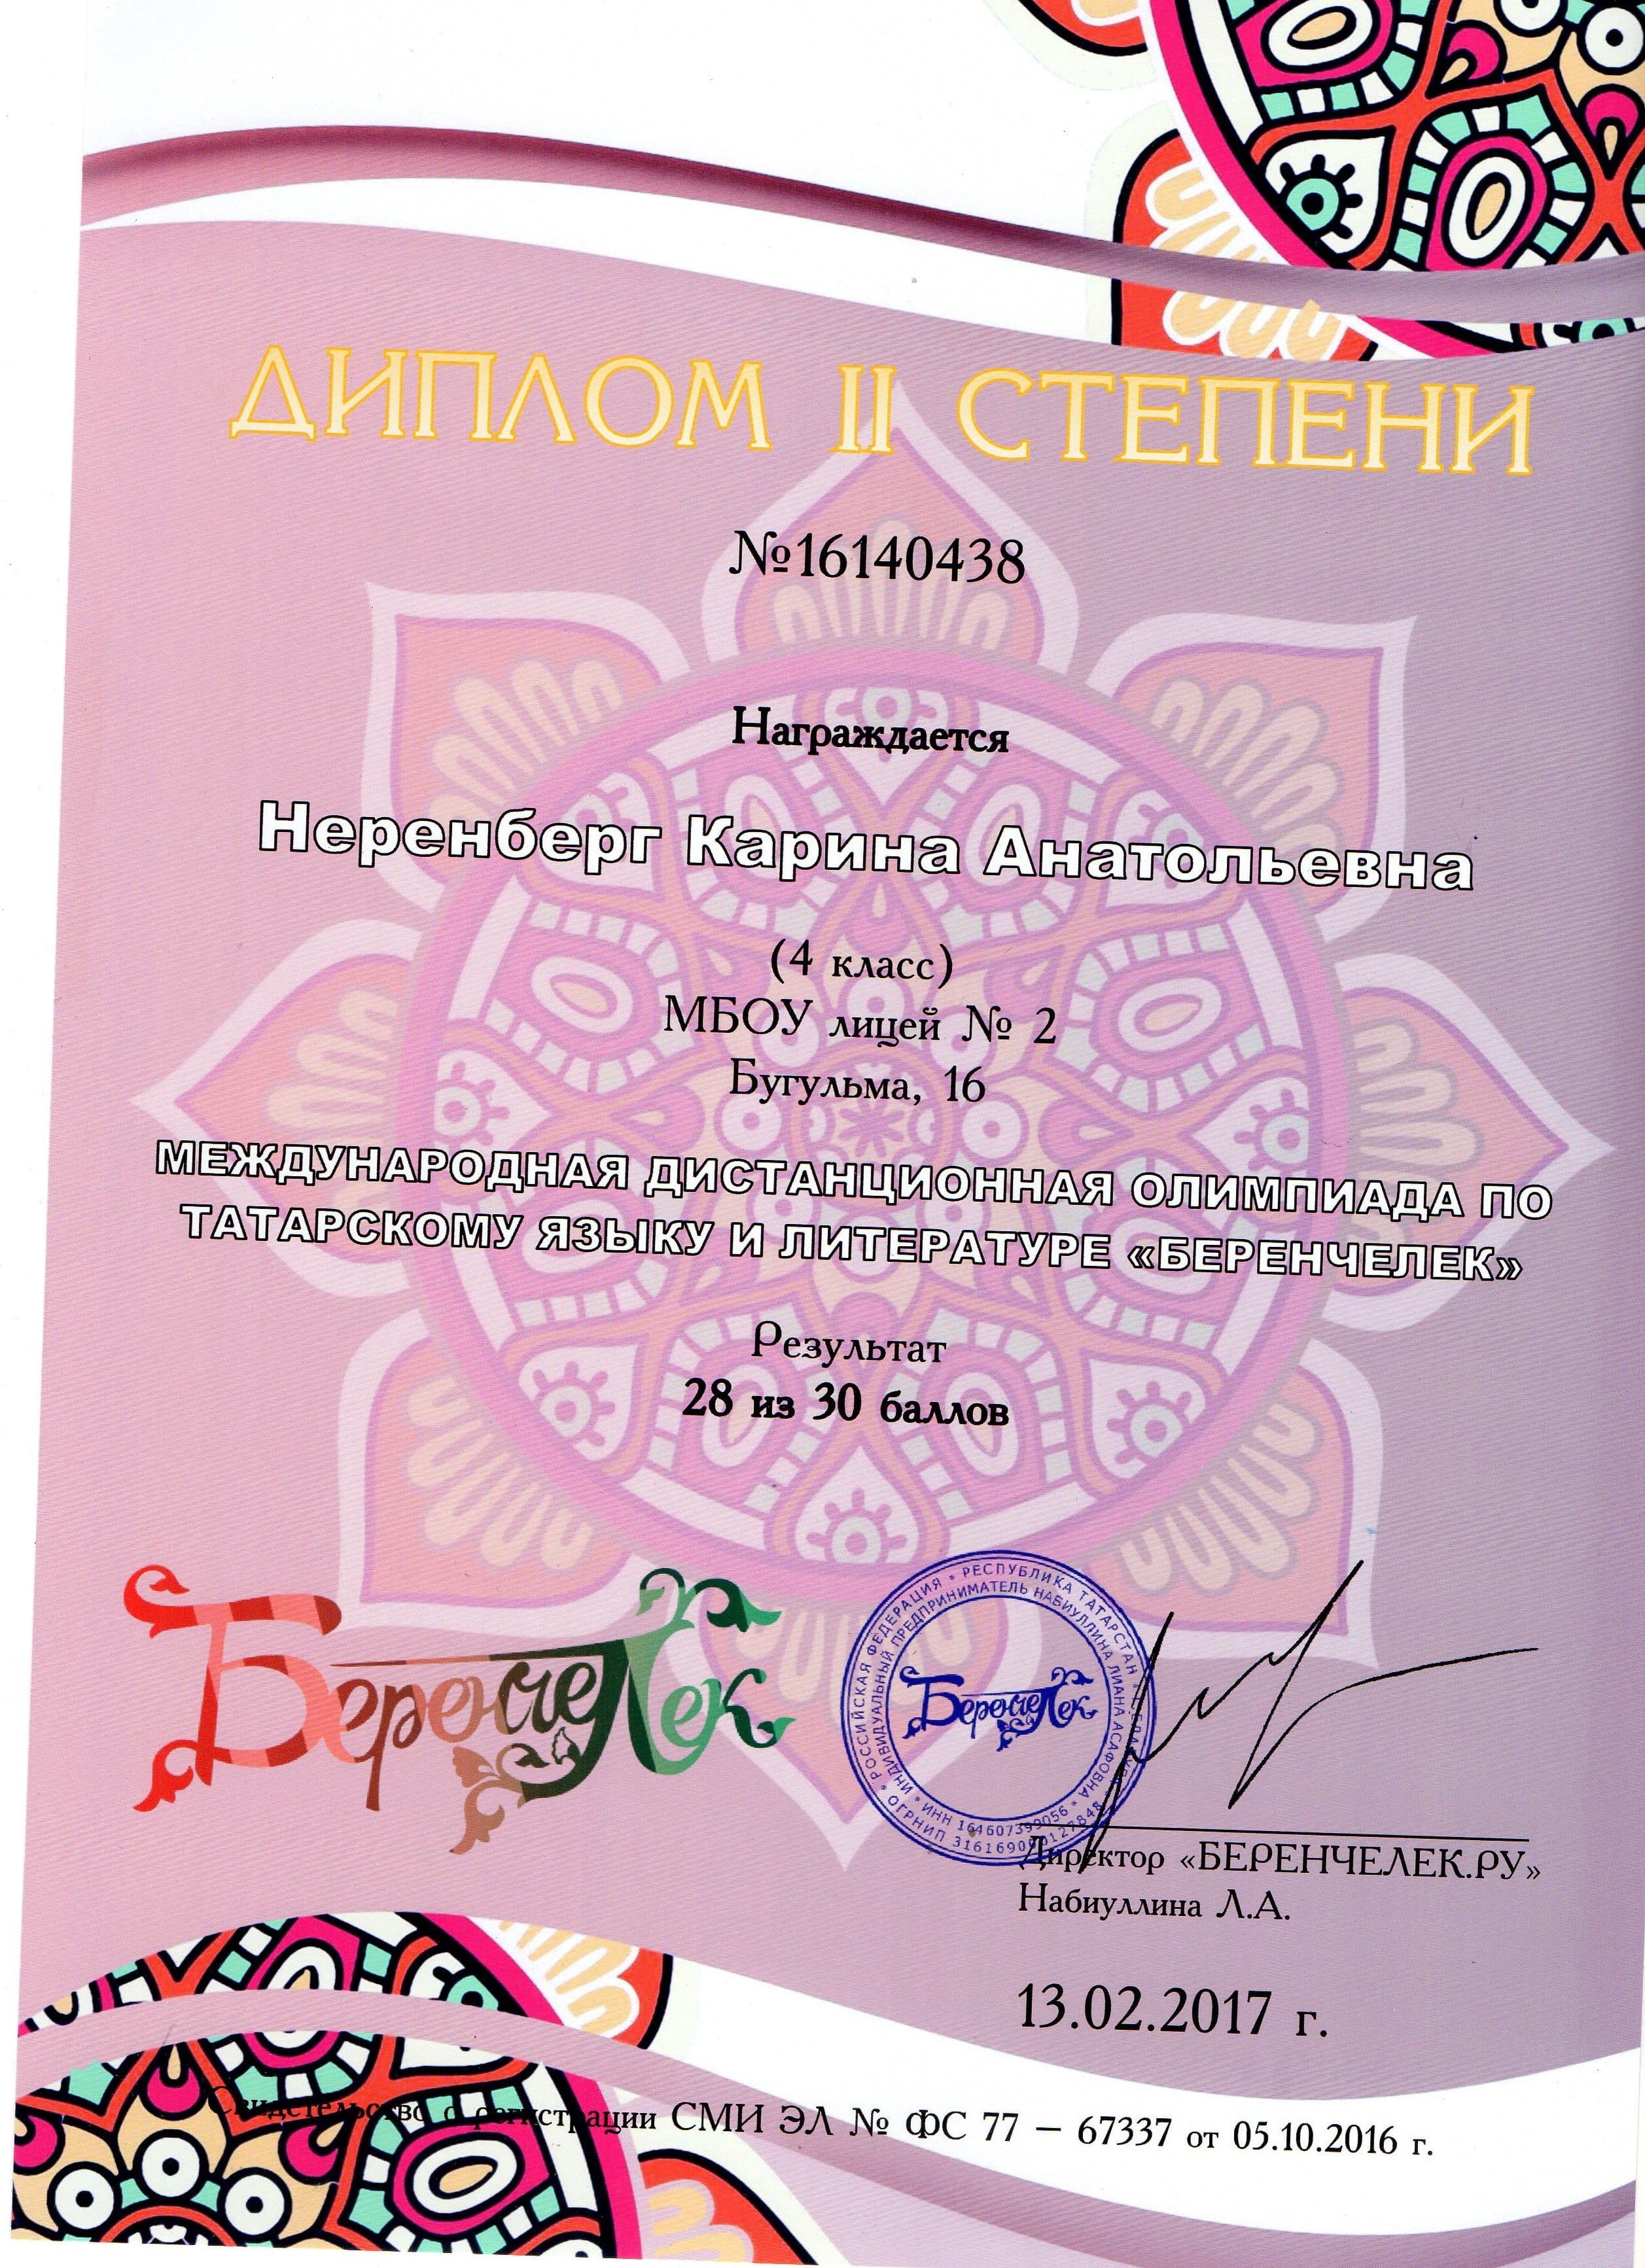 ДИПЛОМ II СТЕПЕНИ
№16140438
Награждается
Неренберг Карина Анатольевна
(4 класс)
МБОУ лицей № 2
Бугульма, 16
МЕЖДУНАРОДНАЯ ДИСТАНЦИОННАЯ ОЛИМПИАДА ПО
ТАТАРСКОМУ ЯЗЫКУ И ЛИТЕРАТУРЕ «БЕРЕНЧЕЛЕК»
Результат
28 из 30 баллов
Беренчелек
РОССИЙСКАЯ ФЕДЕРАЦИЯ * РЕСПУБЛИКА ТАТАРСТАН
ИНДИВИДУАЛЬНЫЙ ПРЕДПРИНИМАТЕЛЬ НАБИУЛЛИНА ЛИАНА АСАФОВНА
Беренчелек
* ИНН 164607399056 *
* ОГРНИП 316169000127848
Директор «БЕРЕНЧЕЛЕК.РУ»
Набиуллина Л.А.
13.02.2017 г.
Свидетельство о регистрации СМИ ЭЛ № ФС 77 – 67337 от 05.10.2016 г.